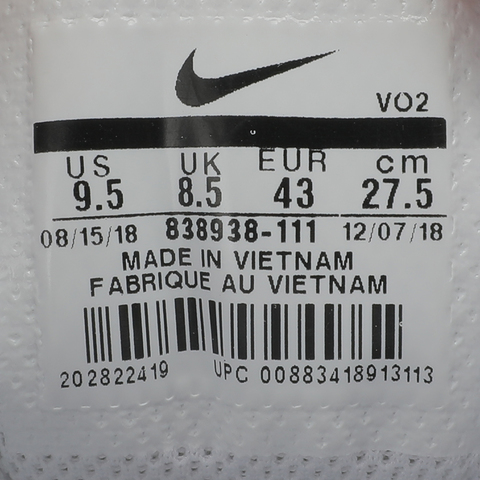 VO2
US UK EUR cm
9.5 8.5 43 27.5
08/15/18 838938-111 12/07/18
MADE IN VIETNAM
FABRIQUE AU VIETNAM
202822419 UPC 00883418913113